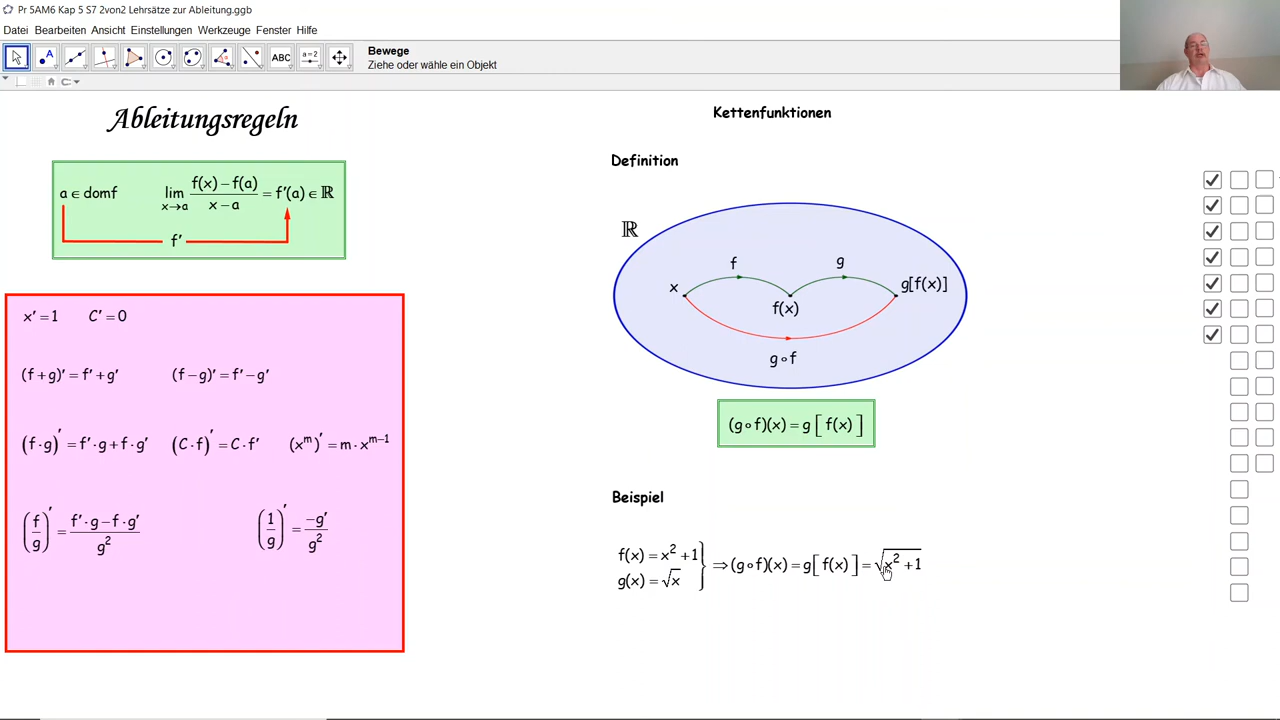 Pr 5AM6 Kap 5 S7 2von2 Lehrsätze zur Ableitung.ggb
Datei Bearbeiten Ansicht Einstellungen Werkzeuge Fenster Hilfe
A ABC a=2
Bewege
Ziehe oder wähle ein Objekt
Ableitungsregeln
a ∈ domf lim x→a (f(x) − f(a))/(x − a) = f′(a) ∈ ℝ
f′
x′ = 1 C′ = 0
(f + g)′ = f′ + g′ (f − g)′ = f′ − g′
(f · g)′ = f′ · g + f · g′ (C · f)′ = C · f′ (x^m)′ = m · x^(m−1)
(f/g)′ = (f′ · g − f · g′)/g² (1/g)′ = −g′/g²
Kettenfunktionen
Definition
ℝ
f g
x f(x) g[f(x)]
g ∘ f
(g ∘ f)(x) = g[f(x)]
Beispiel
f(x) = x² + 1
g(x) = √x
} ⇒ (g ∘ f)(x) = g[f(x)] = √(x² + 1)